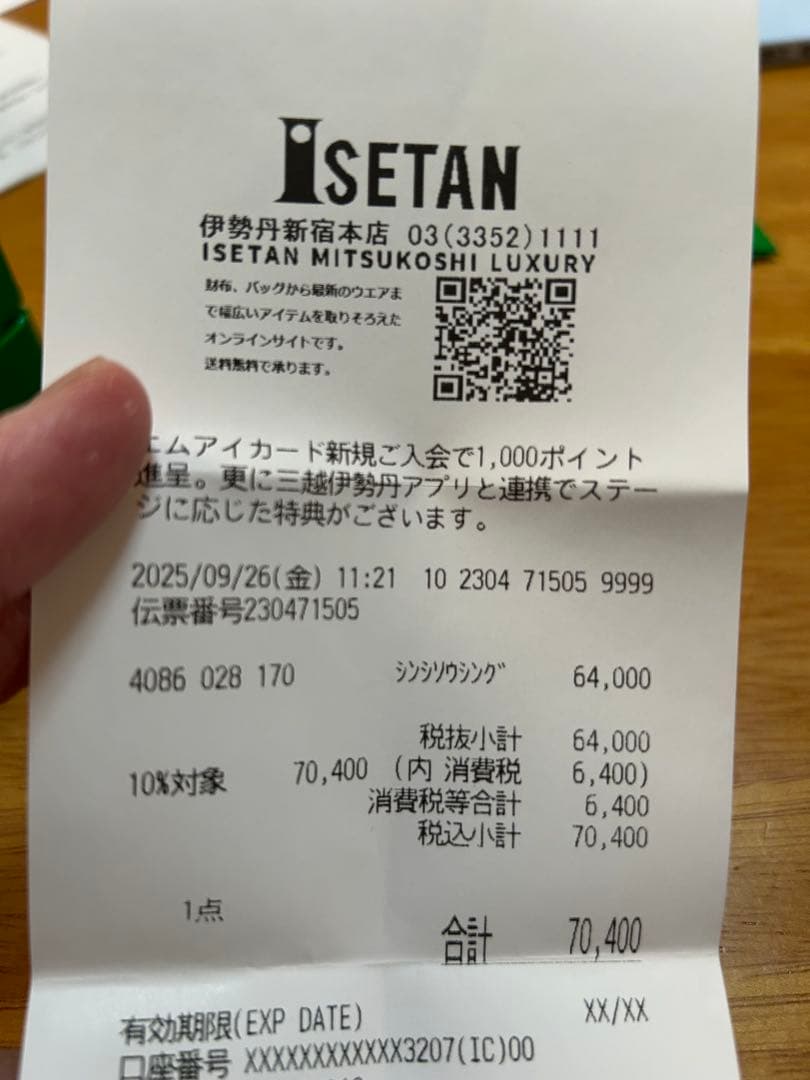 ISETAN
伊勢丹新宿本店 03(3352)1111
ISETAN MITSUKOSHI LUXURY
財布、バッグから最新のウエアま
で幅広いアイテムを取りそろえた
オンラインサイトです。
送料無料で承ります。
エムアイカード新規ご入会で1,000ポイント
進呈。更に三越伊勢丹アプリと連携でステー
ジに応じた特典がございます。
2025/09/26(金) 11:21 10 2304 71505 9999
伝票番号230471505
4086 028 170 ｼﾝｼｿｳｼﾝｸﾞ 64,000
税抜小計 64,000
10%対象 70,400 (内 消費税 6,400)
消費税等合計 6,400
税込小計 70,400
1点
合計 70,400
有効期限(EXP DATE) XX/XX
口座番号 XXXXXXXXXXXX3207(IC)00